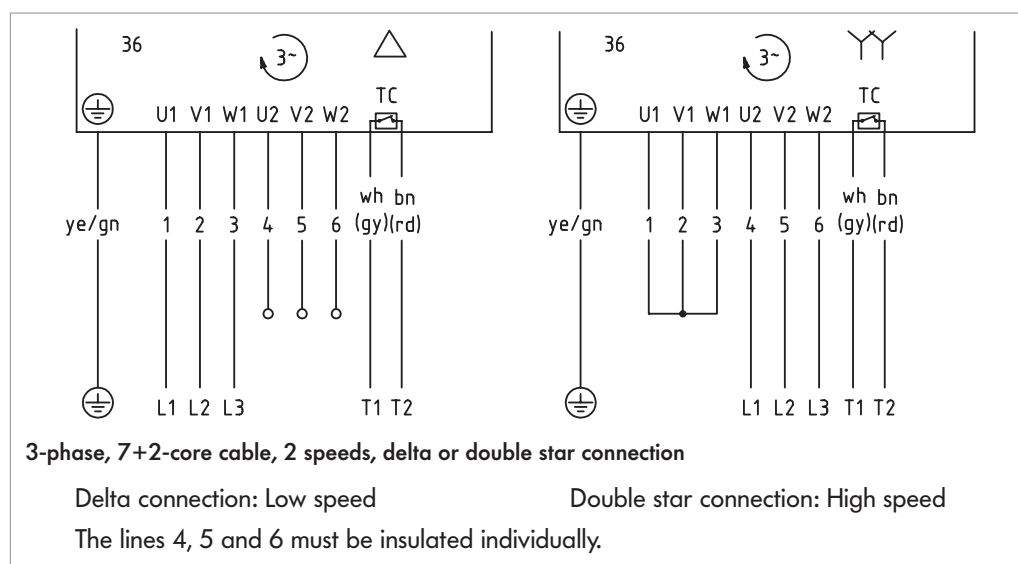 36 3~ 36 3~
TC TC
U1 V1 W1 U2 V2 W2 U1 V1 W1 U2 V2 W2
wh bn wh bn
ye/gn 1 2 3 4 5 6 (gy)(rd) ye/gn 1 2 3 4 5 6 (gy)(rd)
L1 L2 L3 T1 T2 L1 L2 L3 T1 T2
3-phase, 7+2-core cable, 2 speeds, delta or double star connection
Delta connection: Low speed Double star connection: High speed
The lines 4, 5 and 6 must be insulated individually.